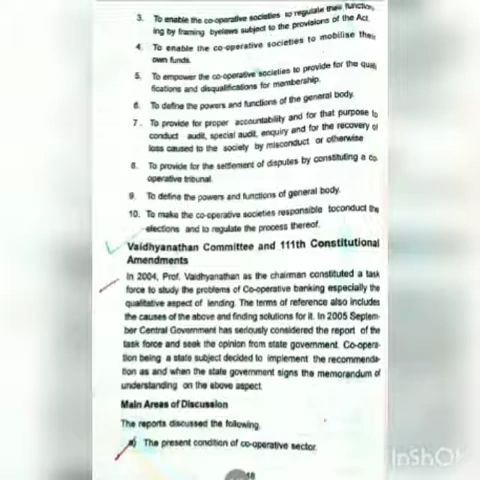 3. To enable the co-operative societies to regulate their function-
ing by framing byelaws subject to the provisions of the Act.
4. To enable the co-operative societies to mobilise their
own funds.
5. To empower the co-operative societies to provide for the quali
fications and disqualifications for membership.
6. To define the powers and functions of the general body.
7. To provide for proper accountability and for that purpose to
conduct audit, special audit, enquiry and for the recovery of
loss caused to the society by misconduct or otherwise
8. To provide for the settlement of disputes by constituting a co
operative tribunal.
9. To define the powers and functions of general body.
10. To make the co-operative societies responsible toconduct the
elections and to regulate the process thereof.
Vaidhyanathan Committee and 111th Constitutional
Amendments
In 2004, Prof. Vaidhyanathan as the chairman constituted a task
force to study the problems of Co-operative banking especially the
qualitative aspect of lending. The terms of reference also includes
the causes of the above and finding solutions for it. In 2005 Septem-
ber Central Government has seriously considered the report of the
task force and seek the opinion from state government. Co-opera-
tion being a state subject decided to implement the recommenda-
tion as and when the state government signs the memorandum of
understanding on the above aspect.
Main Areas of Discussion
The reports discussed the following.
a) The present condition of co-operative sector.
18
InShOt